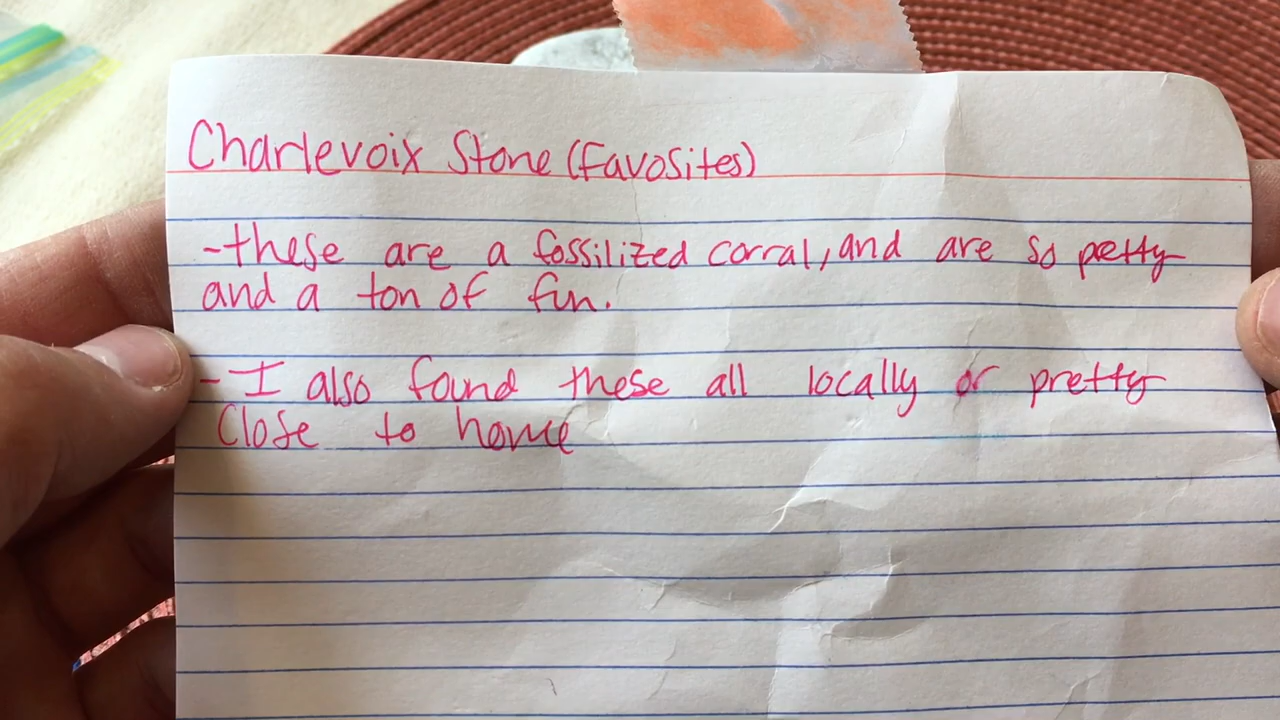 Charlevoix Stone (Favosites)
-these are a fossilized corral, and are so pretty
and a ton of fun.
- I also found these all locally or pretty
Close to home